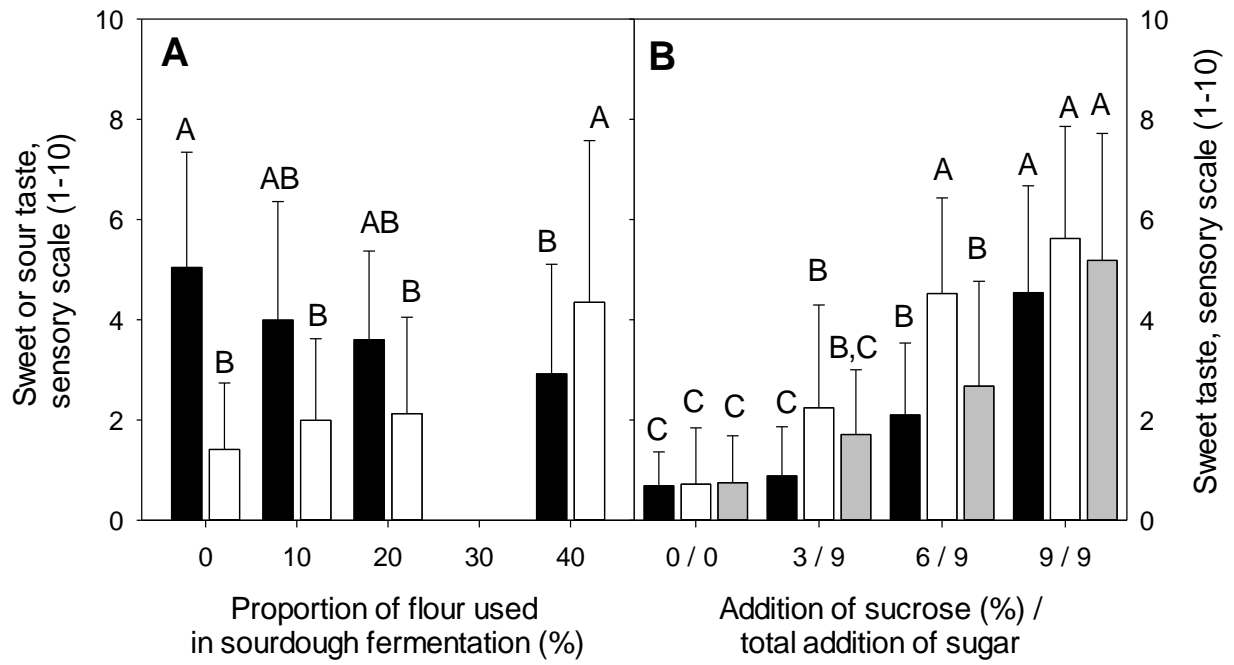 10
8
6
4
2
0
Sweet or sour taste,
sensory scale (1-10)
A
A
B
AB
B
AB
B
B
A
0
10
20
30
40
Proportion of flour used
in sourdough fermentation (%)
B
C
C
C
C
B
B,C
B
A
B
A
A
A
0 / 0
3 / 9
6 / 9
9 / 9
Addition of sucrose (%) /
total addition of sugar
10
8
6
4
2
0
Sweet taste, sensory scale (1-10)